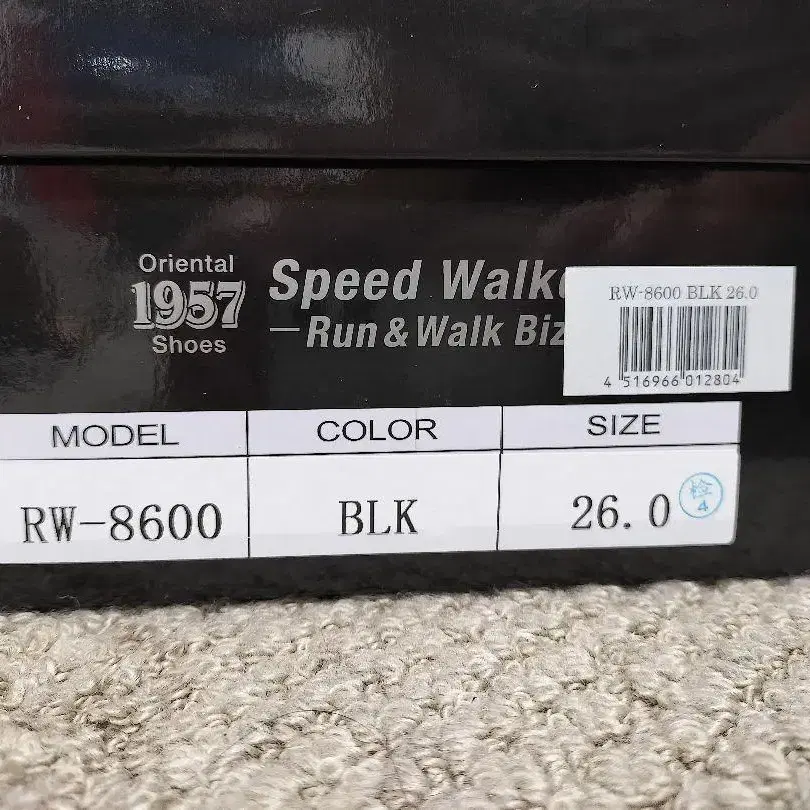 Oriental
1957
Shoes
Speed Walk
—Run & Walk Biz
RW-8600 BLK 26.0
4 516966 012804
MODEL COLOR SIZE
RW-8600 BLK 26.0
検
4